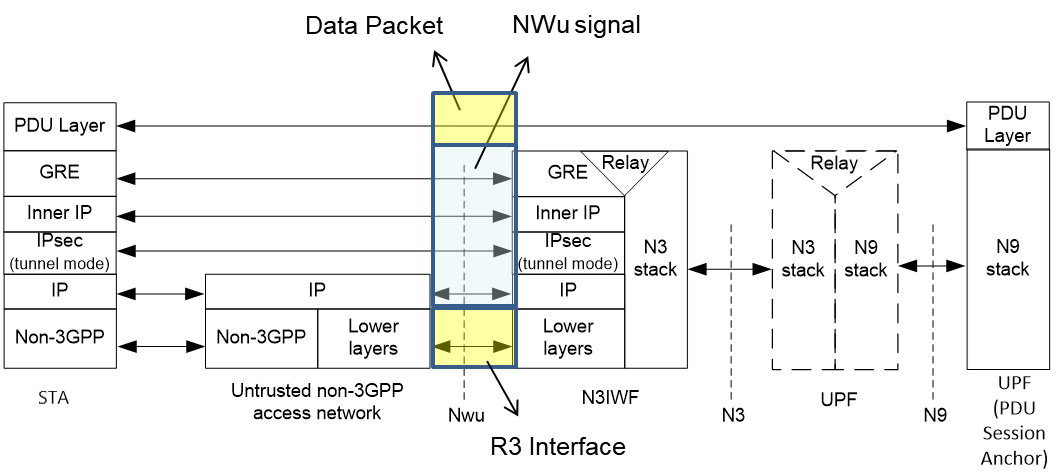 Data Packet
NWu signal
PDU Layer
PDU
Layer
GRE
GRE
Relay
Relay
Inner IP
Inner IP
IPsec
(tunnel mode)
IPsec
(tunnel mode)
N3
stack
N3
stack
N9
stack
N9
stack
IP
IP
IP
Non-3GPP
Non-3GPP
Lower
layers
Lower
layers
STA
Untrusted non-3GPP
access network
Nwu
N3IWF
N3
UPF
N9
UPF
(PDU
Session
Anchor)
R3 Interface